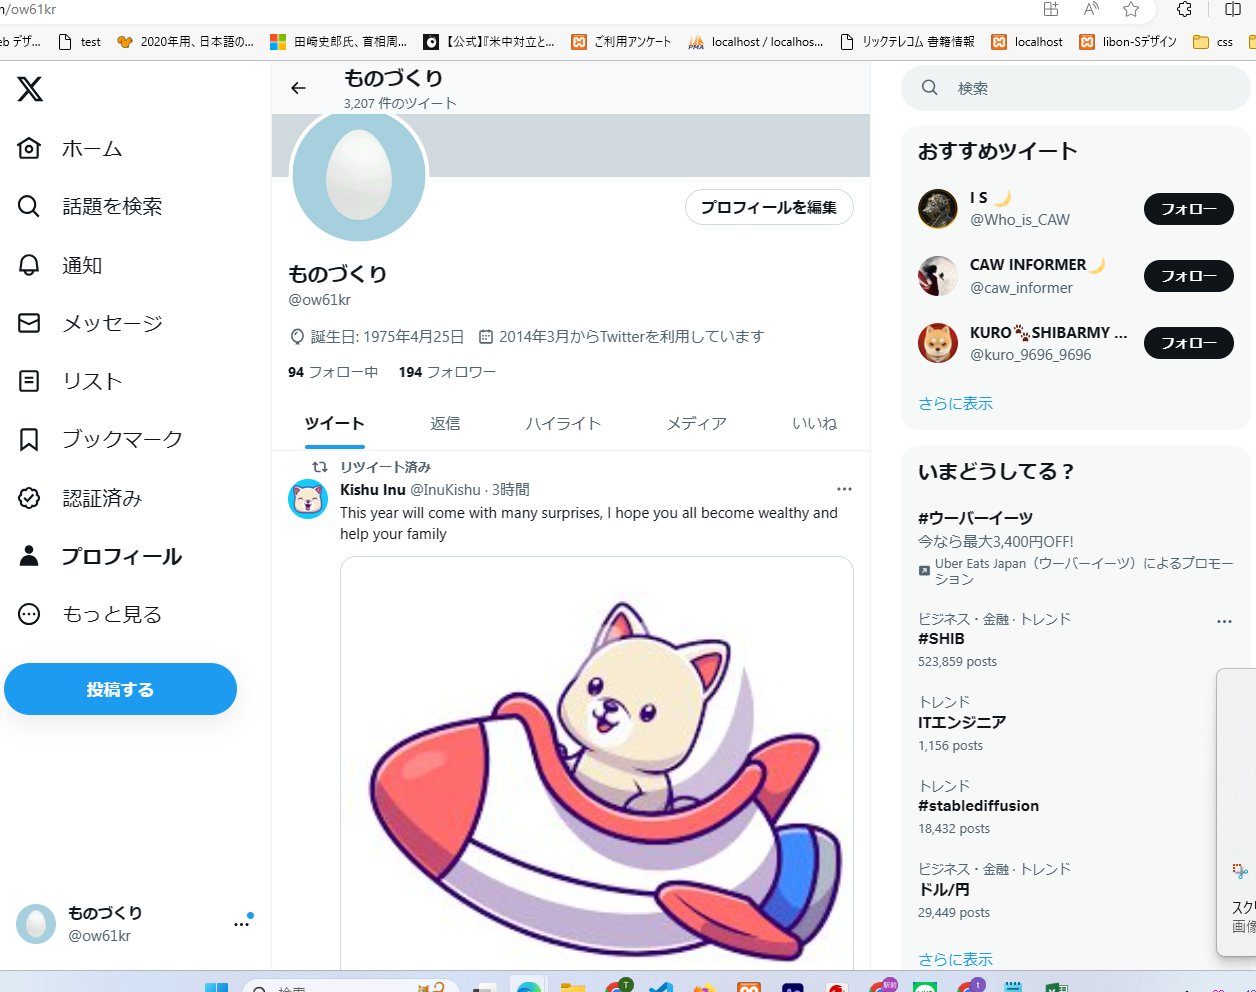 /ow61kr
test
2020年用、日本語の...
田崎史郎氏、首相周...
【公式】『米中対立と...
ご利用アンケート
localhost / localhos...
リックテレコム 書籍情報
localhost
libon-Sデザイン
css
ホーム
話題を検索
通知
メッセージ
リスト
ブックマーク
認証済み
プロフィール
もっと見る
投稿する
ものづくり
@ow61kr
ものづくり
3,207 件のツイート
プロフィールを編集
ものづくり
@ow61kr
誕生日: 1975年4月25日 2014年3月からTwitterを利用しています
94 フォロー中 194 フォロワー
ツイート 返信 ハイライト メディア いいね
リツイート済み
Kishu Inu @InuKishu · 3時間
This year will come with many surprises, I hope you all become wealthy and
help your family
検索
おすすめツイート
I S
@Who_is_CAW
フォロー
CAW INFORMER
@caw_informer
フォロー
KURO🐾SHIBARMY ...
@kuro_9696_9696
フォロー
さらに表示
いまどうしてる？
#ウーバーイーツ
今なら最大3,400円OFF!
Uber Eats Japan（ウーバーイーツ）によるプロモー
ション
ビジネス・金融 · トレンド
#SHIB
523,859 posts
トレンド
ITエンジニア
1,156 posts
トレンド
#stablediffusion
18,432 posts
ビジネス・金融 · トレンド
ドル/円
29,449 posts
さらに表示